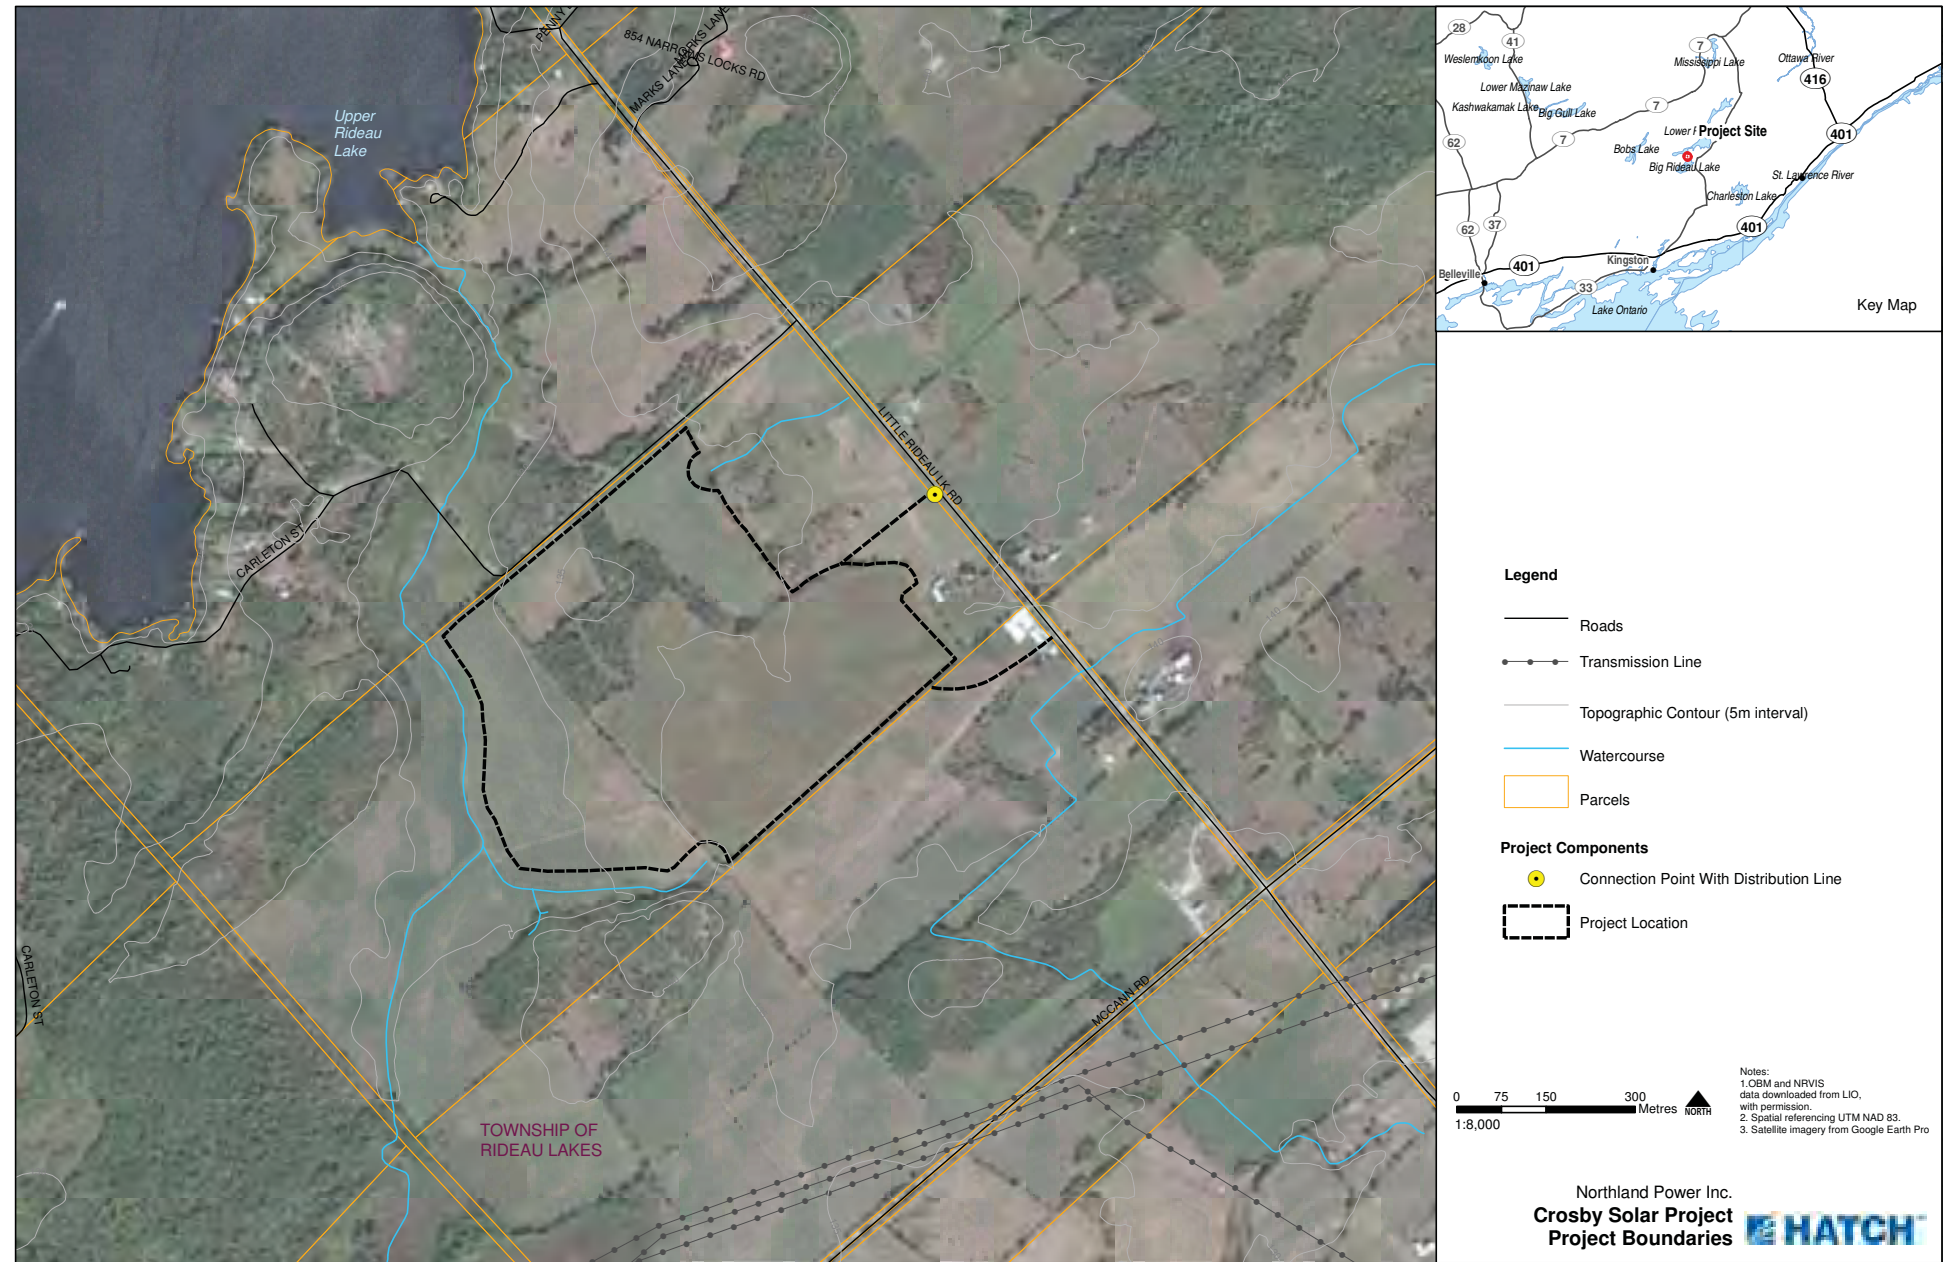 PENNY
854 NARROWS LOCKS RD
MARKS LANE
MARKS LANE
Upper
Rideau
Lake
LITTLE RIDEAU LK RD
CARLETON ST
CARLETON ST
MCCANN RD
TOWNSHIP OF
RIDEAU LAKES
28
41
7
Weslemkoon Lake
Mississippi Lake
Ottawa River
416
Lower Mazinaw Lake
Kashwakamak Lake
Big Gull Lake
7
401
62
7
Lower
Project Site
Bobs Lake
Big Rideau Lake
St. Lawrence River
Charleston Lake
62
37
401
401
Kingston
Belleville
33
Lake Ontario
Key Map
Legend
Roads
Transmission Line
Topographic Contour (5m interval)
Watercourse
Parcels
Project Components
Connection Point With Distribution Line
Project Location
0 75 150 300
Metres
NORTH
1:8,000
Notes:
1.OBM and NRVIS
data downloaded from LIO,
with permission.
2. Spatial referencing UTM NAD 83.
3. Satellite imagery from Google Earth Pro
Northland Power Inc.
Crosby Solar Project
Project Boundaries
HATCH